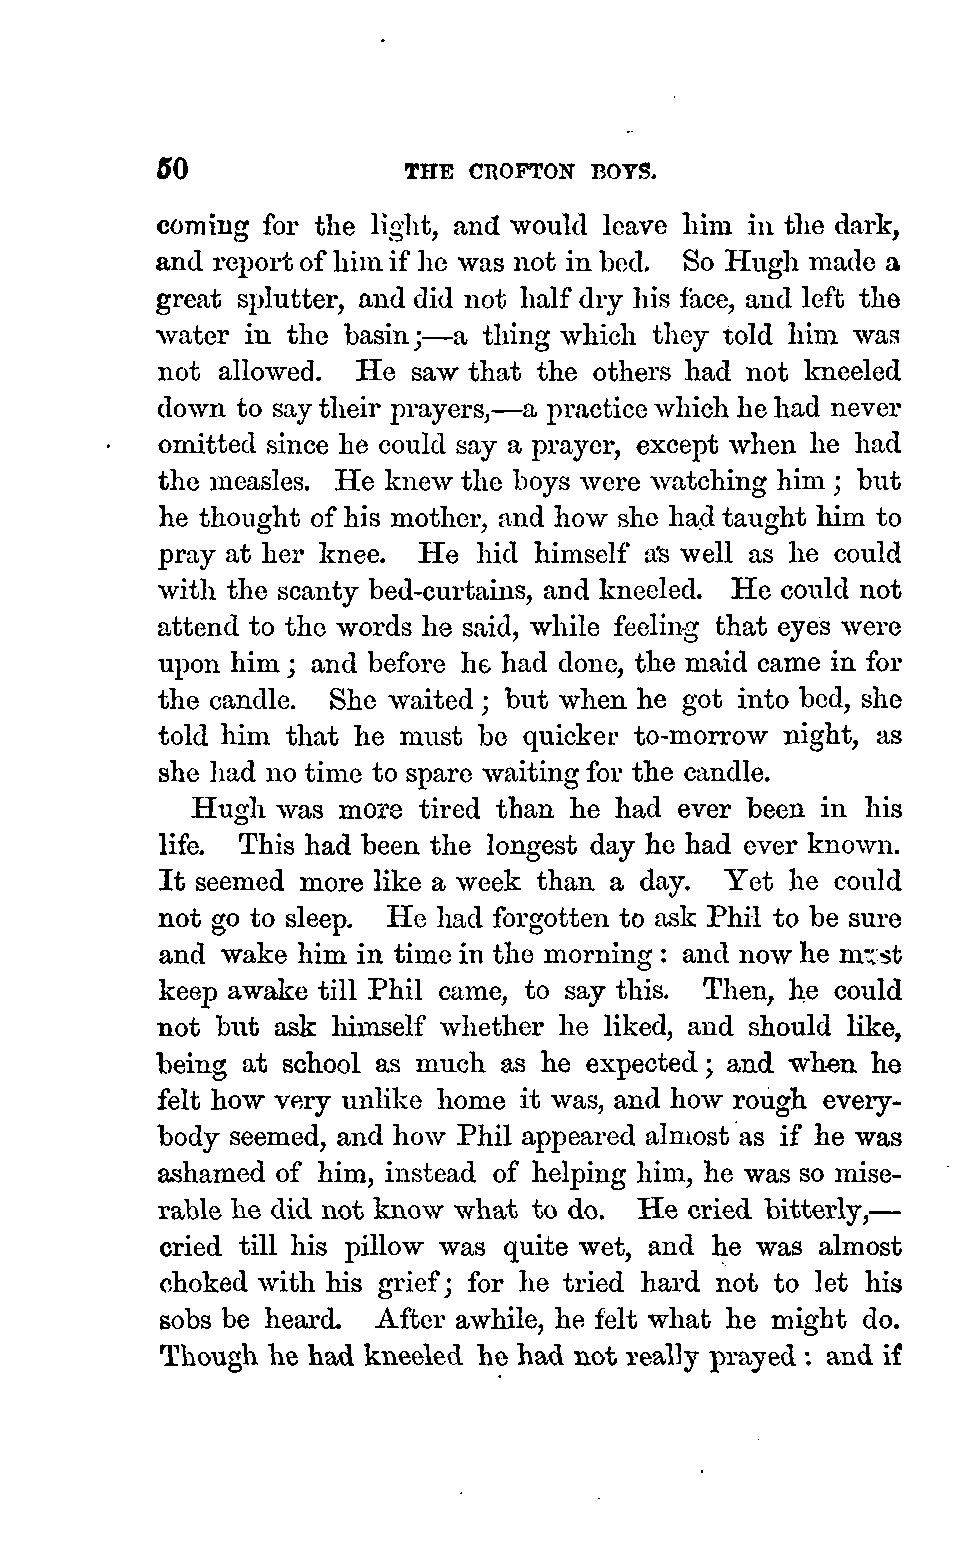 50 THE CROFTON BOYS.
coming for the light, and would leave him in the dark,
and report of him if he was not in bed. So Hugh made a
great splutter, and did not half dry his face, and left the
water in the basin;—a thing which they told him was
not allowed. He saw that the others had not kneeled
down to say their prayers,—a practice which he had never
omitted since he could say a prayer, except when he had
the measles. He knew the boys were watching him; but
he thought of his mother, and how she had taught him to
pray at her knee. He hid himself as well as he could
with the scanty bed-curtains, and kneeled. He could not
attend to the words he said, while feeling that eyes were
upon him; and before he had done, the maid came in for
the candle. She waited; but when he got into bed, she
told him that he must be quicker to-morrow night, as
she had no time to spare waiting for the candle.
Hugh was more tired than he had ever been in his
life. This had been the longest day he had ever known.
It seemed more like a week than a day. Yet he could
not go to sleep. He had forgotten to ask Phil to be sure
and wake him in time in the morning: and now he must
keep awake till Phil came, to say this. Then, he could
not but ask himself whether he liked, and should like,
being at school as much as he expected; and when he
felt how very unlike home it was, and how rough every-
body seemed, and how Phil appeared almost as if he was
ashamed of him, instead of helping him, he was so mise-
rable he did not know what to do. He cried bitterly,—
cried till his pillow was quite wet, and he was almost
choked with his grief; for he tried hard not to let his
sobs be heard. After awhile, he felt what he might do.
Though he had kneeled he had not really prayed: and if